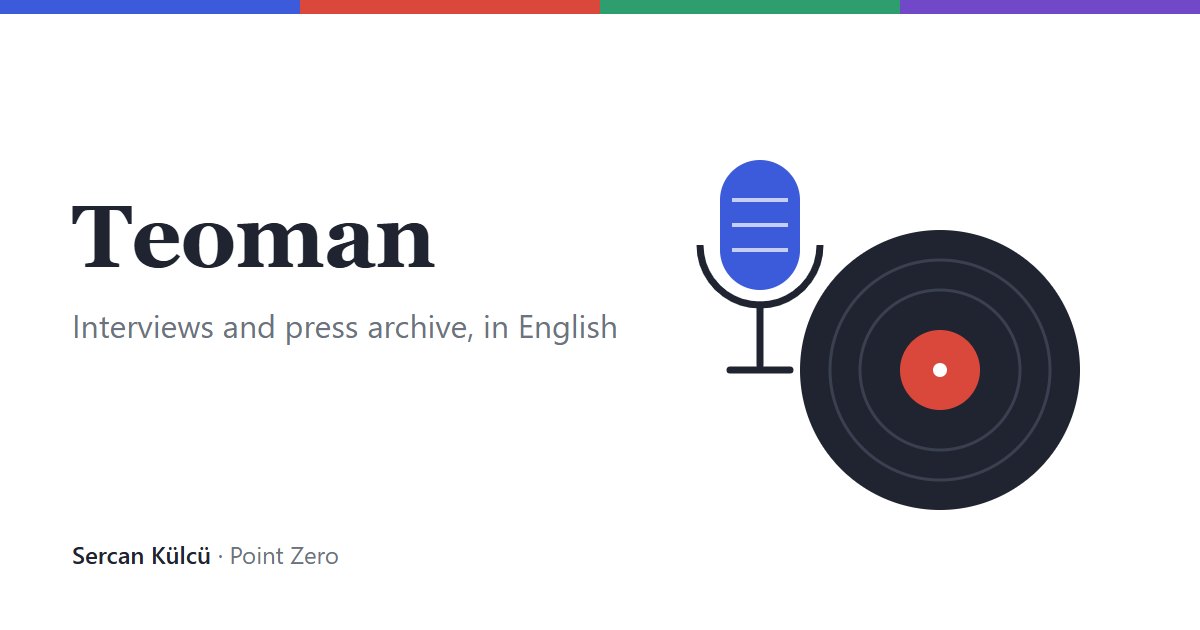 Teoman
Interviews and press archive, in English
Sercan Külcü · Point Zero